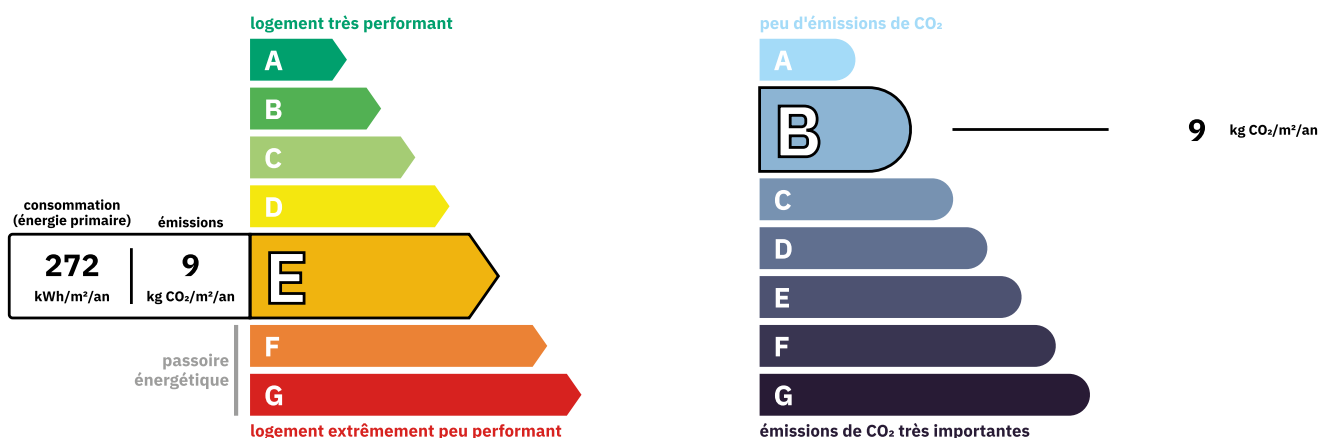 logement très performant
A
B
C
D
consommation
(énergie primaire)
émissions
272
kWh/m²/an
9
kg CO₂/m²/an
E
F
G
passoire
énergétique
logement extrêmement peu performant
peu d'émissions de CO₂
A
B
9 kg CO₂/m²/an
C
D
E
F
G
émissions de CO₂ très importantes